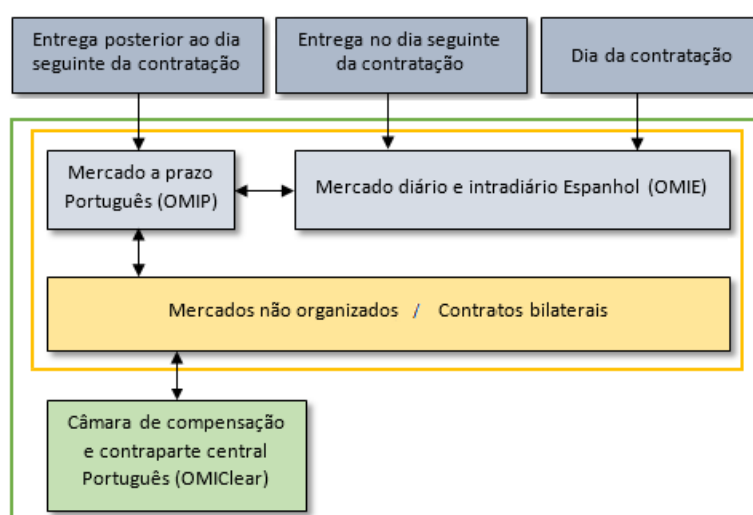 Entrega posterior ao dia
seguinte da contratação
Entrega no dia seguinte
da contratação
Dia da contratação
Mercado a prazo
Português (OMIP)
Mercado diário e intradiário Espanhol (OMIE)
Mercados não organizados / Contratos bilaterais
Câmara de compensação
e contraparte central
Português (OMIClear)